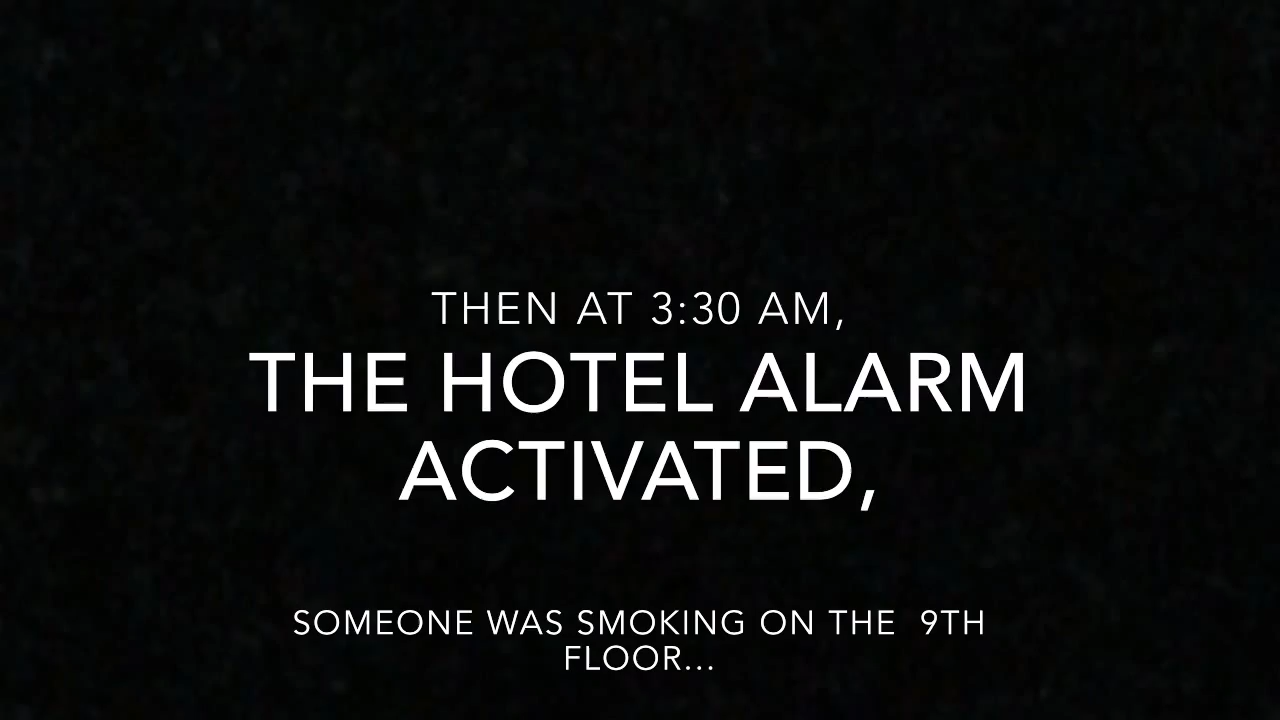 THEN AT 3:30 AM,
THE HOTEL ALARM
ACTIVATED,
SOMEONE WAS SMOKING ON THE  9TH
FLOOR...